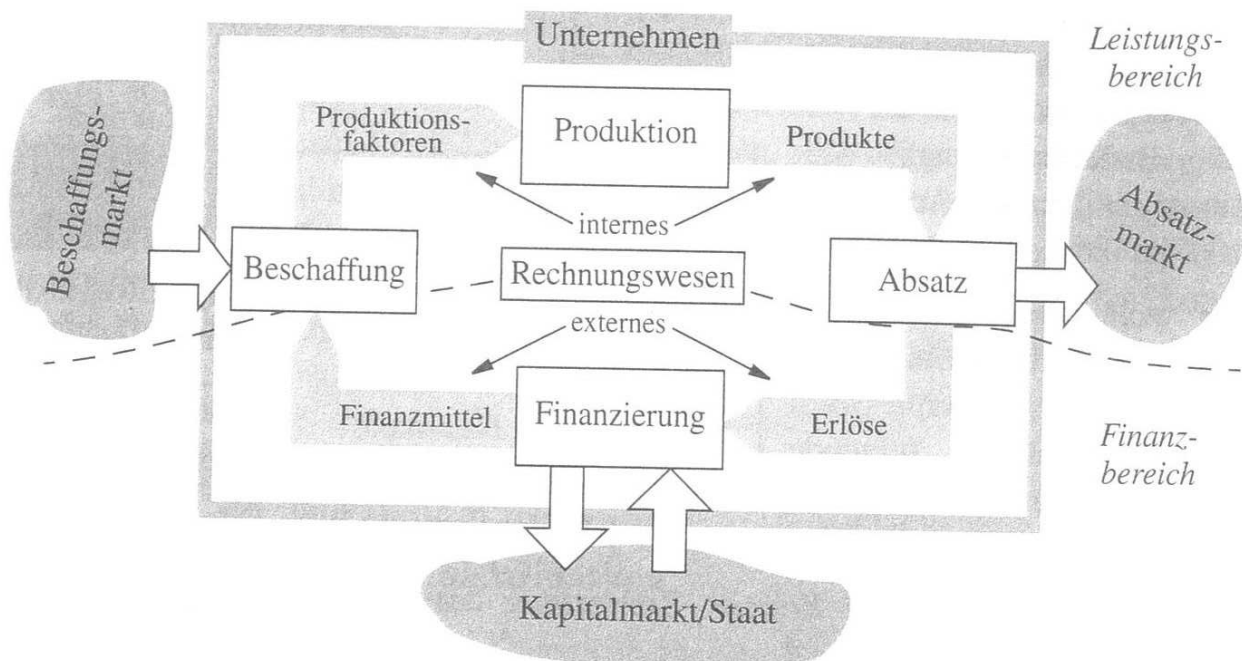 Unternehmen
Leistungs-
bereich
Beschaffungs-
markt
Produktions-
faktoren
Produktion
Produkte
Absatz-
markt
internes
Beschaffung
Rechnungswesen
Absatz
externes
Finanzmittel
Finanzierung
Erlöse
Finanz-
bereich
Kapitalmarkt/Staat